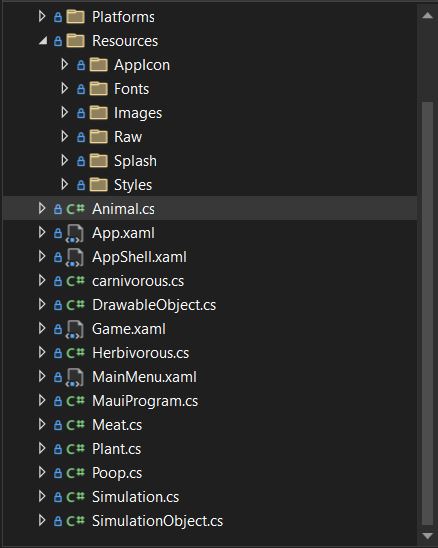 Platforms
Resources
AppIcon
Fonts
Images
Raw
Splash
Styles
C# Animal.cs
App.xaml
AppShell.xaml
C# carnivorous.cs
C# DrawableObject.cs
Game.xaml
C# Herbivorous.cs
MainMenu.xaml
C# MauiProgram.cs
C# Meat.cs
C# Plant.cs
C# Poop.cs
C# Simulation.cs
C# SimulationObject.cs